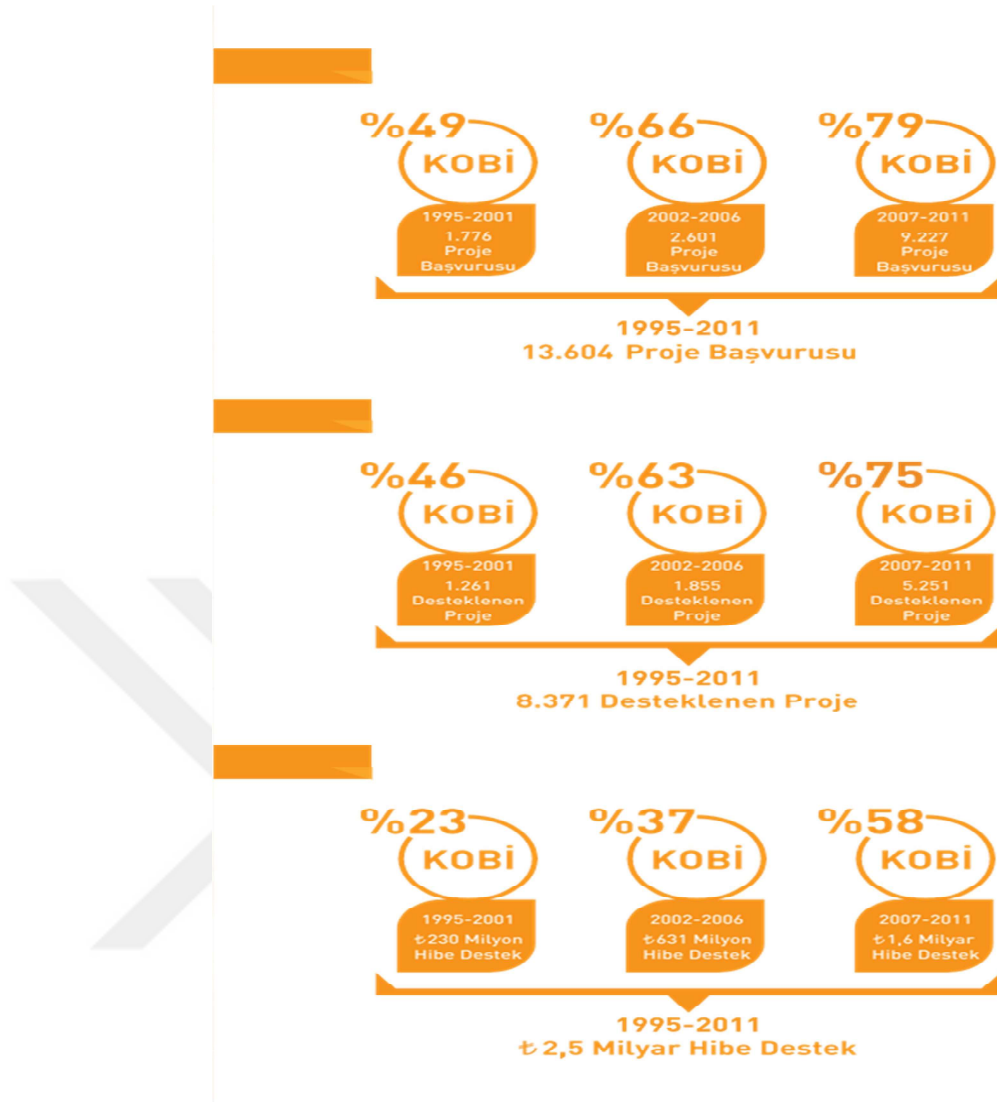 %49
KOBİ
1995-2001
1.776
Proje
Başvurusu
%66
KOBİ
2002-2006
2.601
Proje
Başvurusu
%79
KOBİ
2007-2011
9.227
Proje
Başvurusu
1995-2011
13.604 Proje Başvurusu
%46
KOBİ
1995-2001
1.261
Desteklenen
Proje
%63
KOBİ
2002-2006
1.855
Desteklenen
Proje
%75
KOBİ
2007-2011
5.251
Desteklenen
Proje
1995-2011
8.371 Desteklenen Proje
%23
KOBİ
1995-2001
₺230 Milyon
Hibe Destek
%37
KOBİ
2002-2006
₺631 Milyon
Hibe Destek
%58
KOBİ
2007-2011
₺1,6 Milyar
Hibe Destek
1995-2011
₺2,5 Milyar Hibe Destek